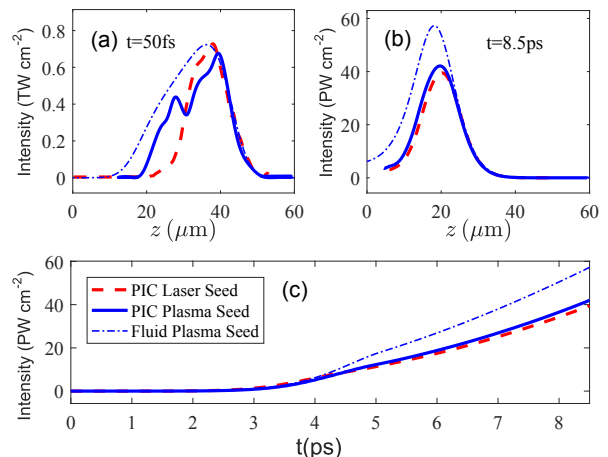 (a) t=50fs
Intensity (TW cm⁻²)
0.8
0.6
0.4
0.2
0
0 20 40 60
z (μm)
(b) t=8.5ps
Intensity (PW cm⁻²)
60
40
20
0
0 20 40 60
z (μm)
(c)
Intensity (PW cm⁻²)
60
40
20
0
PIC Laser Seed
PIC Plasma Seed
Fluid Plasma Seed
0 1 2 3 4 5 6 7 8
t(ps)